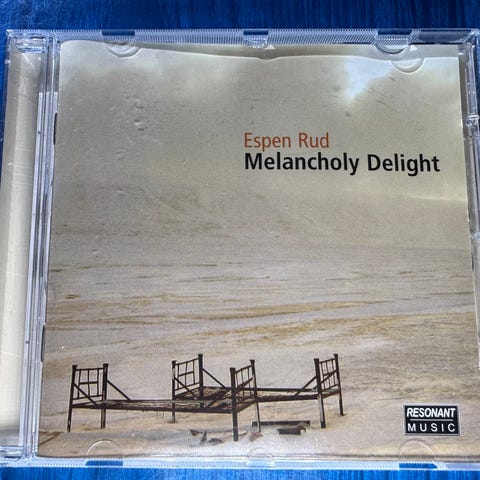 Espen Rud
Melancholy Delight
RESONANT
MUSIC